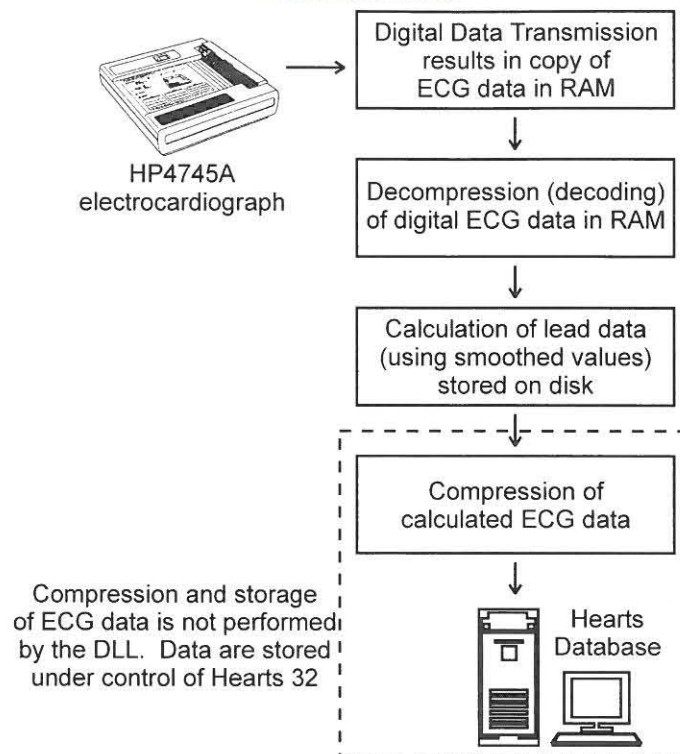 Digital Data Transmission
results in copy of
ECG data in RAM
HP4745A
electrocardiograph
Decompression (decoding)
of digital ECG data in RAM
Calculation of lead data
(using smoothed values)
stored on disk
Compression of
calculated ECG data
Compression and storage
of ECG data is not performed
by the DLL. Data are stored
under control of Hearts 32
Hearts
Database